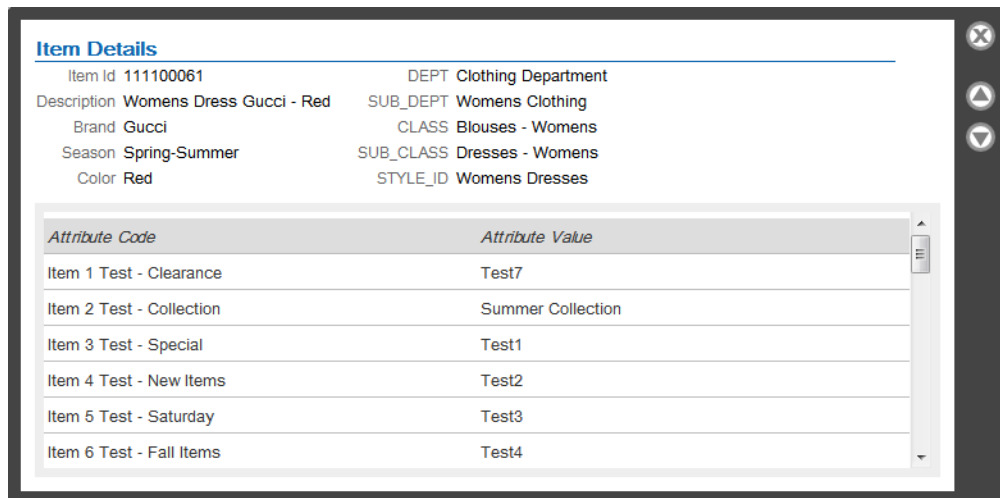 Item Details
Item Id 111100061 DEPT Clothing Department
Description Womens Dress Gucci - Red SUB_DEPT Womens Clothing
Brand Gucci CLASS Blouses - Womens
Season Spring-Summer SUB_CLASS Dresses - Womens
Color Red STYLE_ID Womens Dresses
Attribute Code Attribute Value
Item 1 Test - Clearance Test7
Item 2 Test - Collection Summer Collection
Item 3 Test - Special Test1
Item 4 Test - New Items Test2
Item 5 Test - Saturday Test3
Item 6 Test - Fall Items Test4